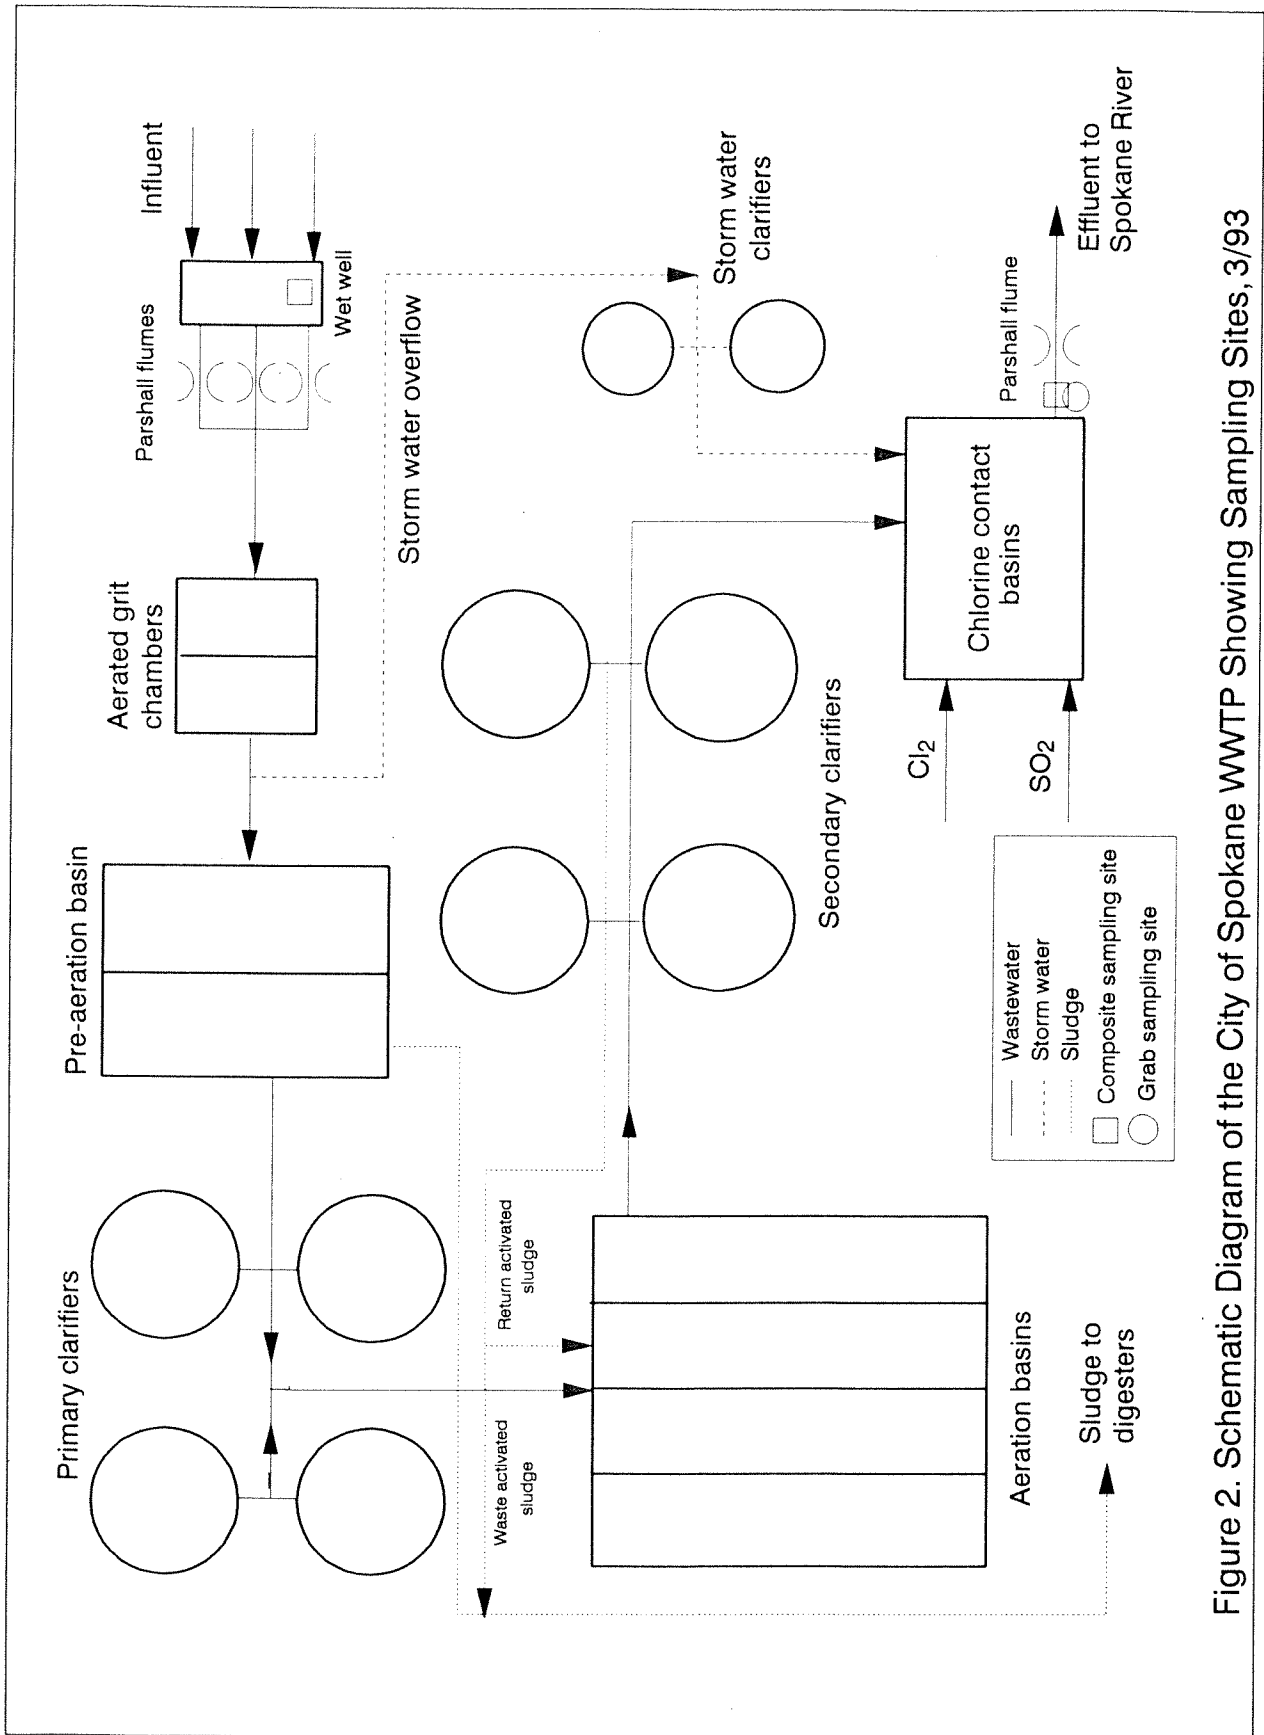 Primary clarifiers
Pre-aeration basin
Aerated grit
chambers
Parshall flumes
Influent
Wet well
Storm water overflow
Storm water
clarifiers
Return activated
sludge
Waste activated
sludge
Secondary clarifiers
Aeration basins
Sludge to
digesters
Cl₂
SO₂
Chlorine contact
basins
Parshall flume
Effluent to
Spokane River
Wastewater
Storm water
Sludge
Composite sampling site
Grab sampling site
Figure 2. Schematic Diagram of the City of Spokane WWTP Showing Sampling Sites, 3/93